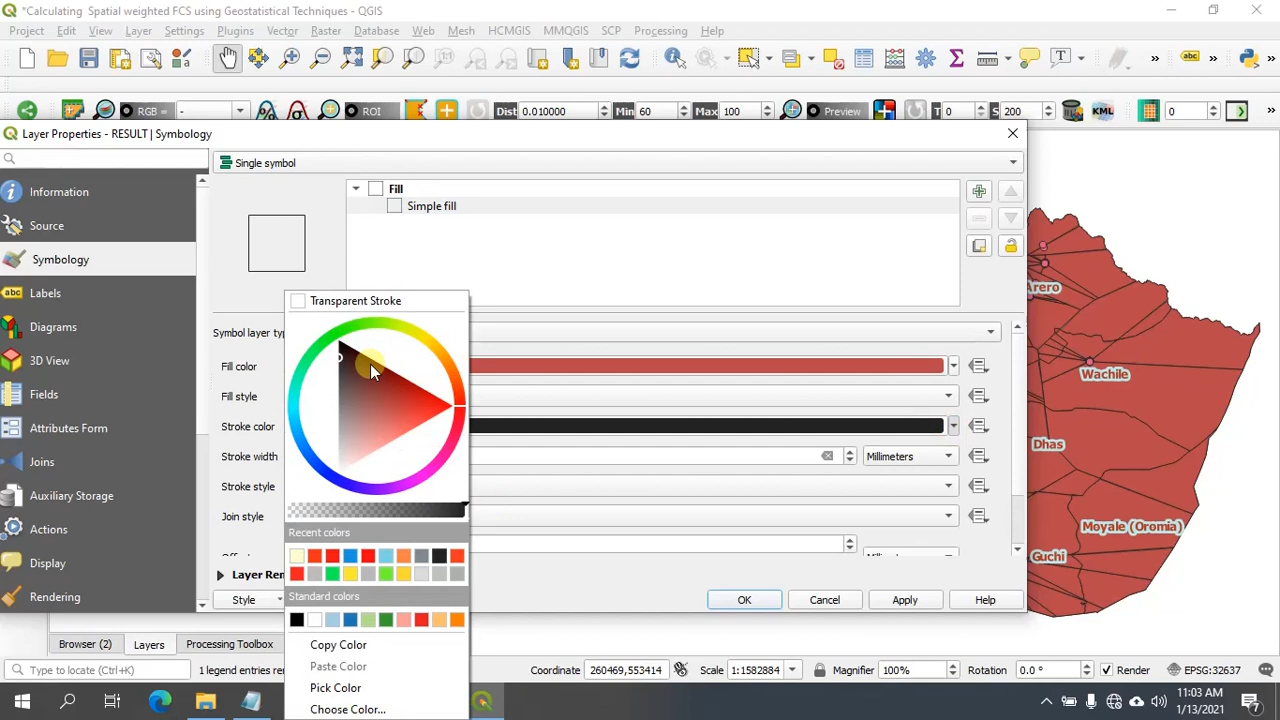 *Calculating Spatial weighted FCS using Geostatistical Techniques - QGIS
Project Edit View Layer Settings Plugins Vector Raster Database Web Mesh HCMGIS MMQGIS SCP Processing Help
RGB = - ROI Dist 0.010000 Min 60 Max 100 Preview T 0 S 200 KML 0
Layer Properties - RESULT | Symbology
Single symbol
Information
Source
Symbology
Labels
Diagrams
3D View
Fields
Attributes Form
Joins
Auxiliary Storage
Actions
Display
Rendering
Fill
Simple fill
Transparent Stroke
Symbol layer typ
Fill color
Fill style
Stroke color
Stroke width
Millimeters
Stroke style
Join style
Recent colors
Standard colors
Copy Color
Paste Color
Pick Color
Choose Color...
Layer Ren
Style
OK Cancel Apply Help
Arero
Wachile
Dhas
Moyale (Oromia)
Guchi
Browser (2) Layers Processing Toolbox
Type to locate (Ctrl+K) 1 legend entries re
Coordinate 260469,553414 Scale 1:1582884 Magnifier 100% Rotation 0.0 ° Render EPSG:32637
11:03 AM
1/13/2021
7